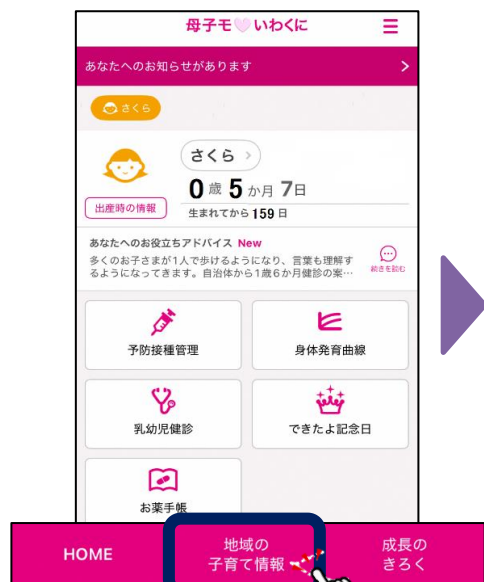 母子モ♡いわくに
あなたへのお知らせがあります
さくら
さくら
0歳5か月7日
出産時の情報
生まれてから159日
あなたへのお役立ちアドバイス New
多くのお子さまが1人で歩けるようになり、言葉も理解す
るようになってきます。自治体から1歳6か月健診の案…
続きを読む
予防接種管理
身体発育曲線
乳幼児健診
できたよ記念日
お薬手帳
HOME
地域の
子育て情報
成長の
きろく